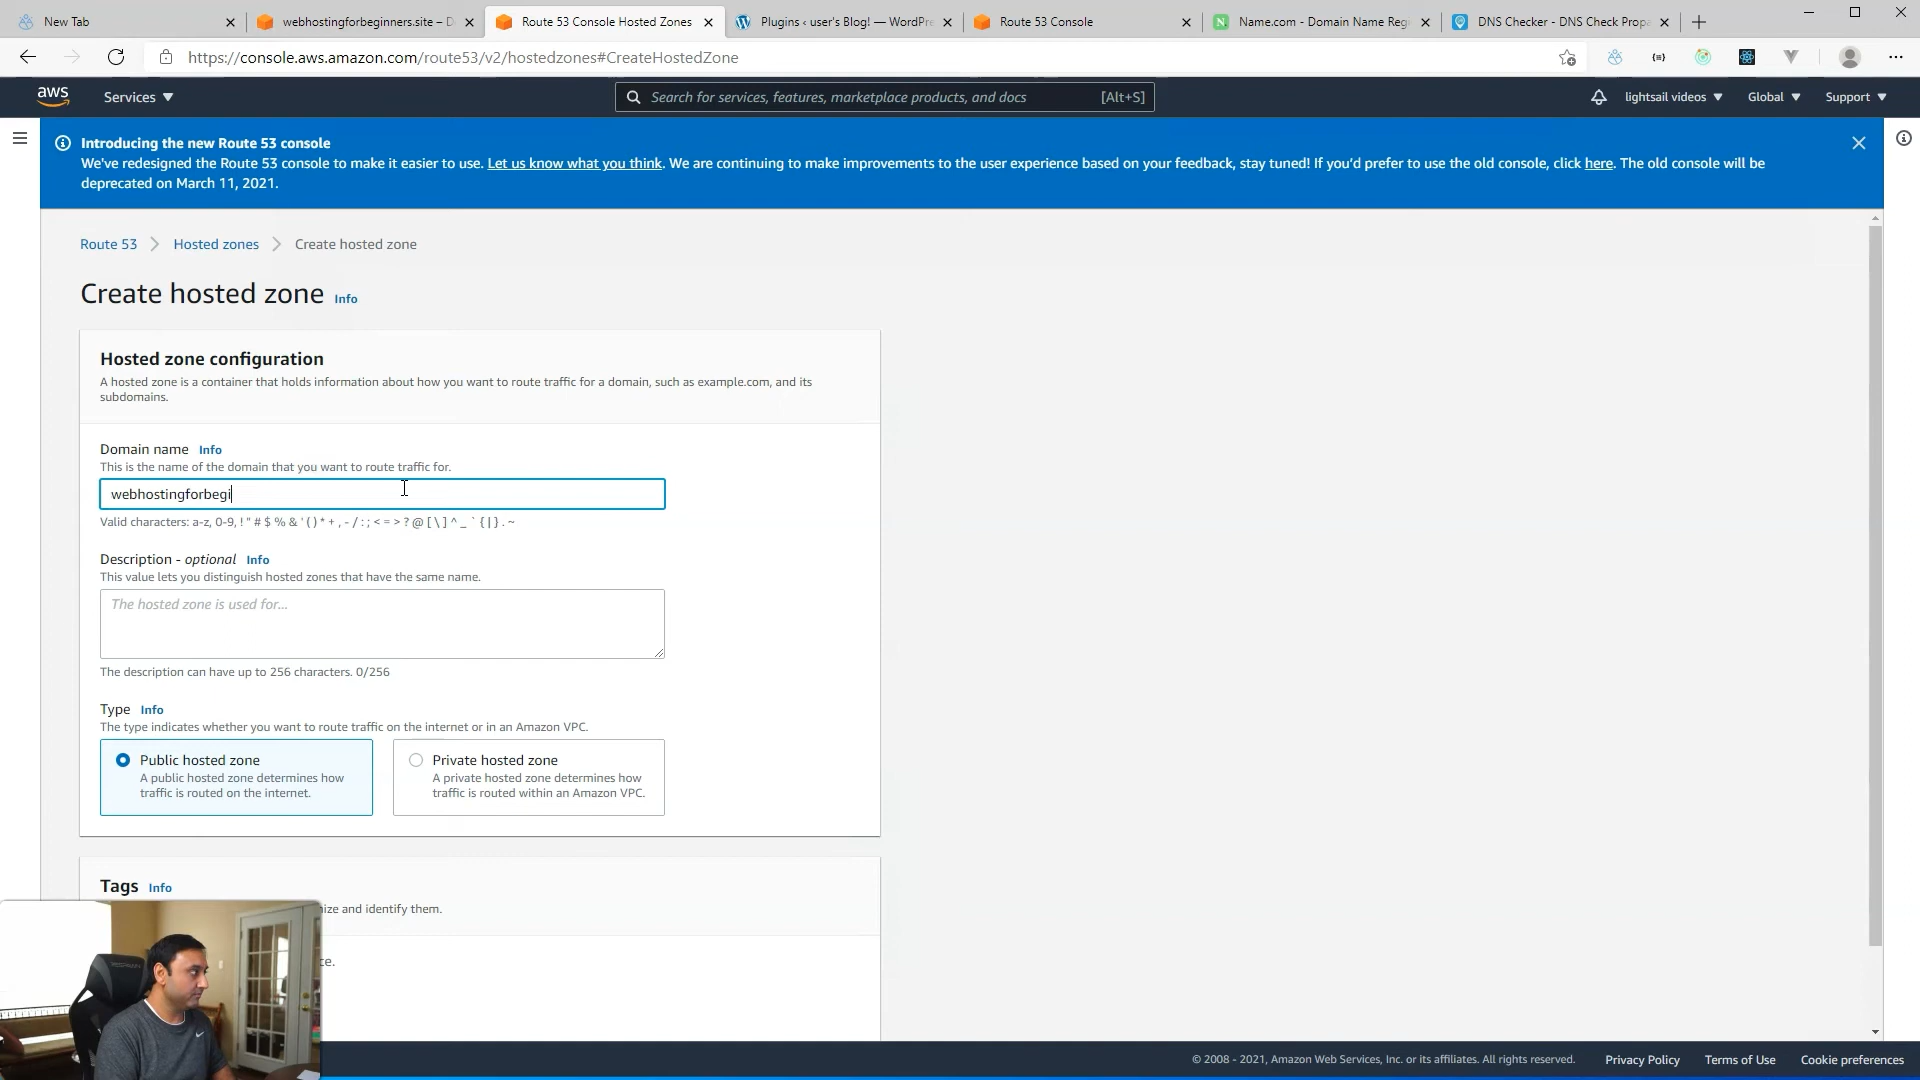 New Tab
webhostingforbeginners.site – D
Route 53 Console Hosted Zones
Plugins ‹ user's Blog! — WordPre
Route 53 Console
Name.com - Domain Name Reg
DNS Checker - DNS Check Propa
https://console.aws.amazon.com/route53/v2/hostedzones#CreateHostedZone
aws
Services
Search for services, features, marketplace products, and docs
[Alt+S]
lightsail videos
Global
Support
Introducing the new Route 53 console
We've redesigned the Route 53 console to make it easier to use. Let us know what you think. We are continuing to make improvements to the user experience based on your feedback, stay tuned! If you'd prefer to use the old console, click here. The old console will be
deprecated on March 11, 2021.
Route 53 > Hosted zones > Create hosted zone
Create hosted zone Info
Hosted zone configuration
A hosted zone is a container that holds information about how you want to route traffic for a domain, such as example.com, and its
subdomains.
Domain name Info
This is the name of the domain that you want to route traffic for.
webhostingforbegi
Valid characters: a-z, 0-9, ! " # $ % & ' ( ) * + , - / : ; < = > ? @ [ \ ] ^ _ ` { | } . ~
Description - optional Info
This value lets you distinguish hosted zones that have the same name.
The hosted zone is used for...
The description can have up to 256 characters. 0/256
Type Info
The type indicates whether you want to route traffic on the internet or in an Amazon VPC.
Public hosted zone
A public hosted zone determines how
traffic is routed on the internet.
Private hosted zone
A private hosted zone determines how
traffic is routed within an Amazon VPC.
Tags Info
ize and identify them.
ce.
© 2008 - 2021, Amazon Web Services, Inc. or its affiliates. All rights reserved.
Privacy Policy
Terms of Use
Cookie preferences